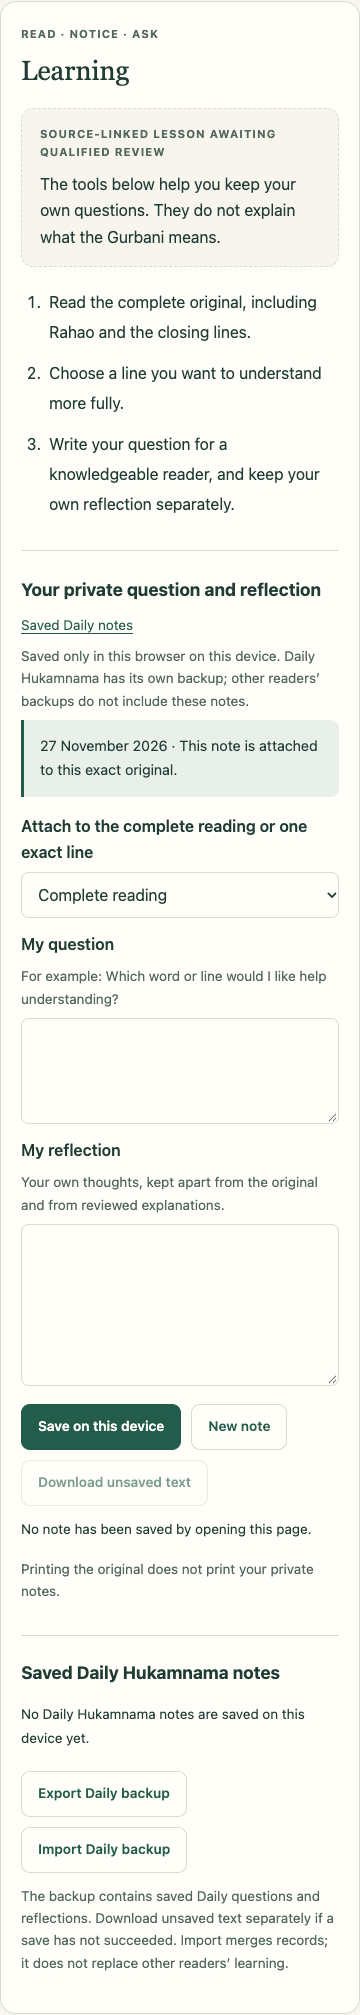 READ · NOTICE · ASK
Learning
SOURCE-LINKED LESSON AWAITING
QUALIFIED REVIEW
The tools below help you keep your
own questions. They do not explain
what the Gurbani means.
1. Read the complete original, including
Rahao and the closing lines.
2. Choose a line you want to understand
more fully.
3. Write your question for a
knowledgeable reader, and keep your
own reflection separately.
Your private question and reflection
Saved Daily notes
Saved only in this browser on this device. Daily
Hukamnama has its own backup; other readers’
backups do not include these notes.
27 November 2026 · This note is attached
to this exact original.
Attach to the complete reading or one
exact line
Complete reading
My question
For example: Which word or line would I like help
understanding?
My reflection
Your own thoughts, kept apart from the original
and from reviewed explanations.
Save on this device
New note
Download unsaved text
No note has been saved by opening this page.
Printing the original does not print your private
notes.
Saved Daily Hukamnama notes
No Daily Hukamnama notes are saved on this
device yet.
Export Daily backup
Import Daily backup
The backup contains saved Daily questions and
reflections. Download unsaved text separately if a
save has not succeeded. Import merges records;
it does not replace other readers’ learning.